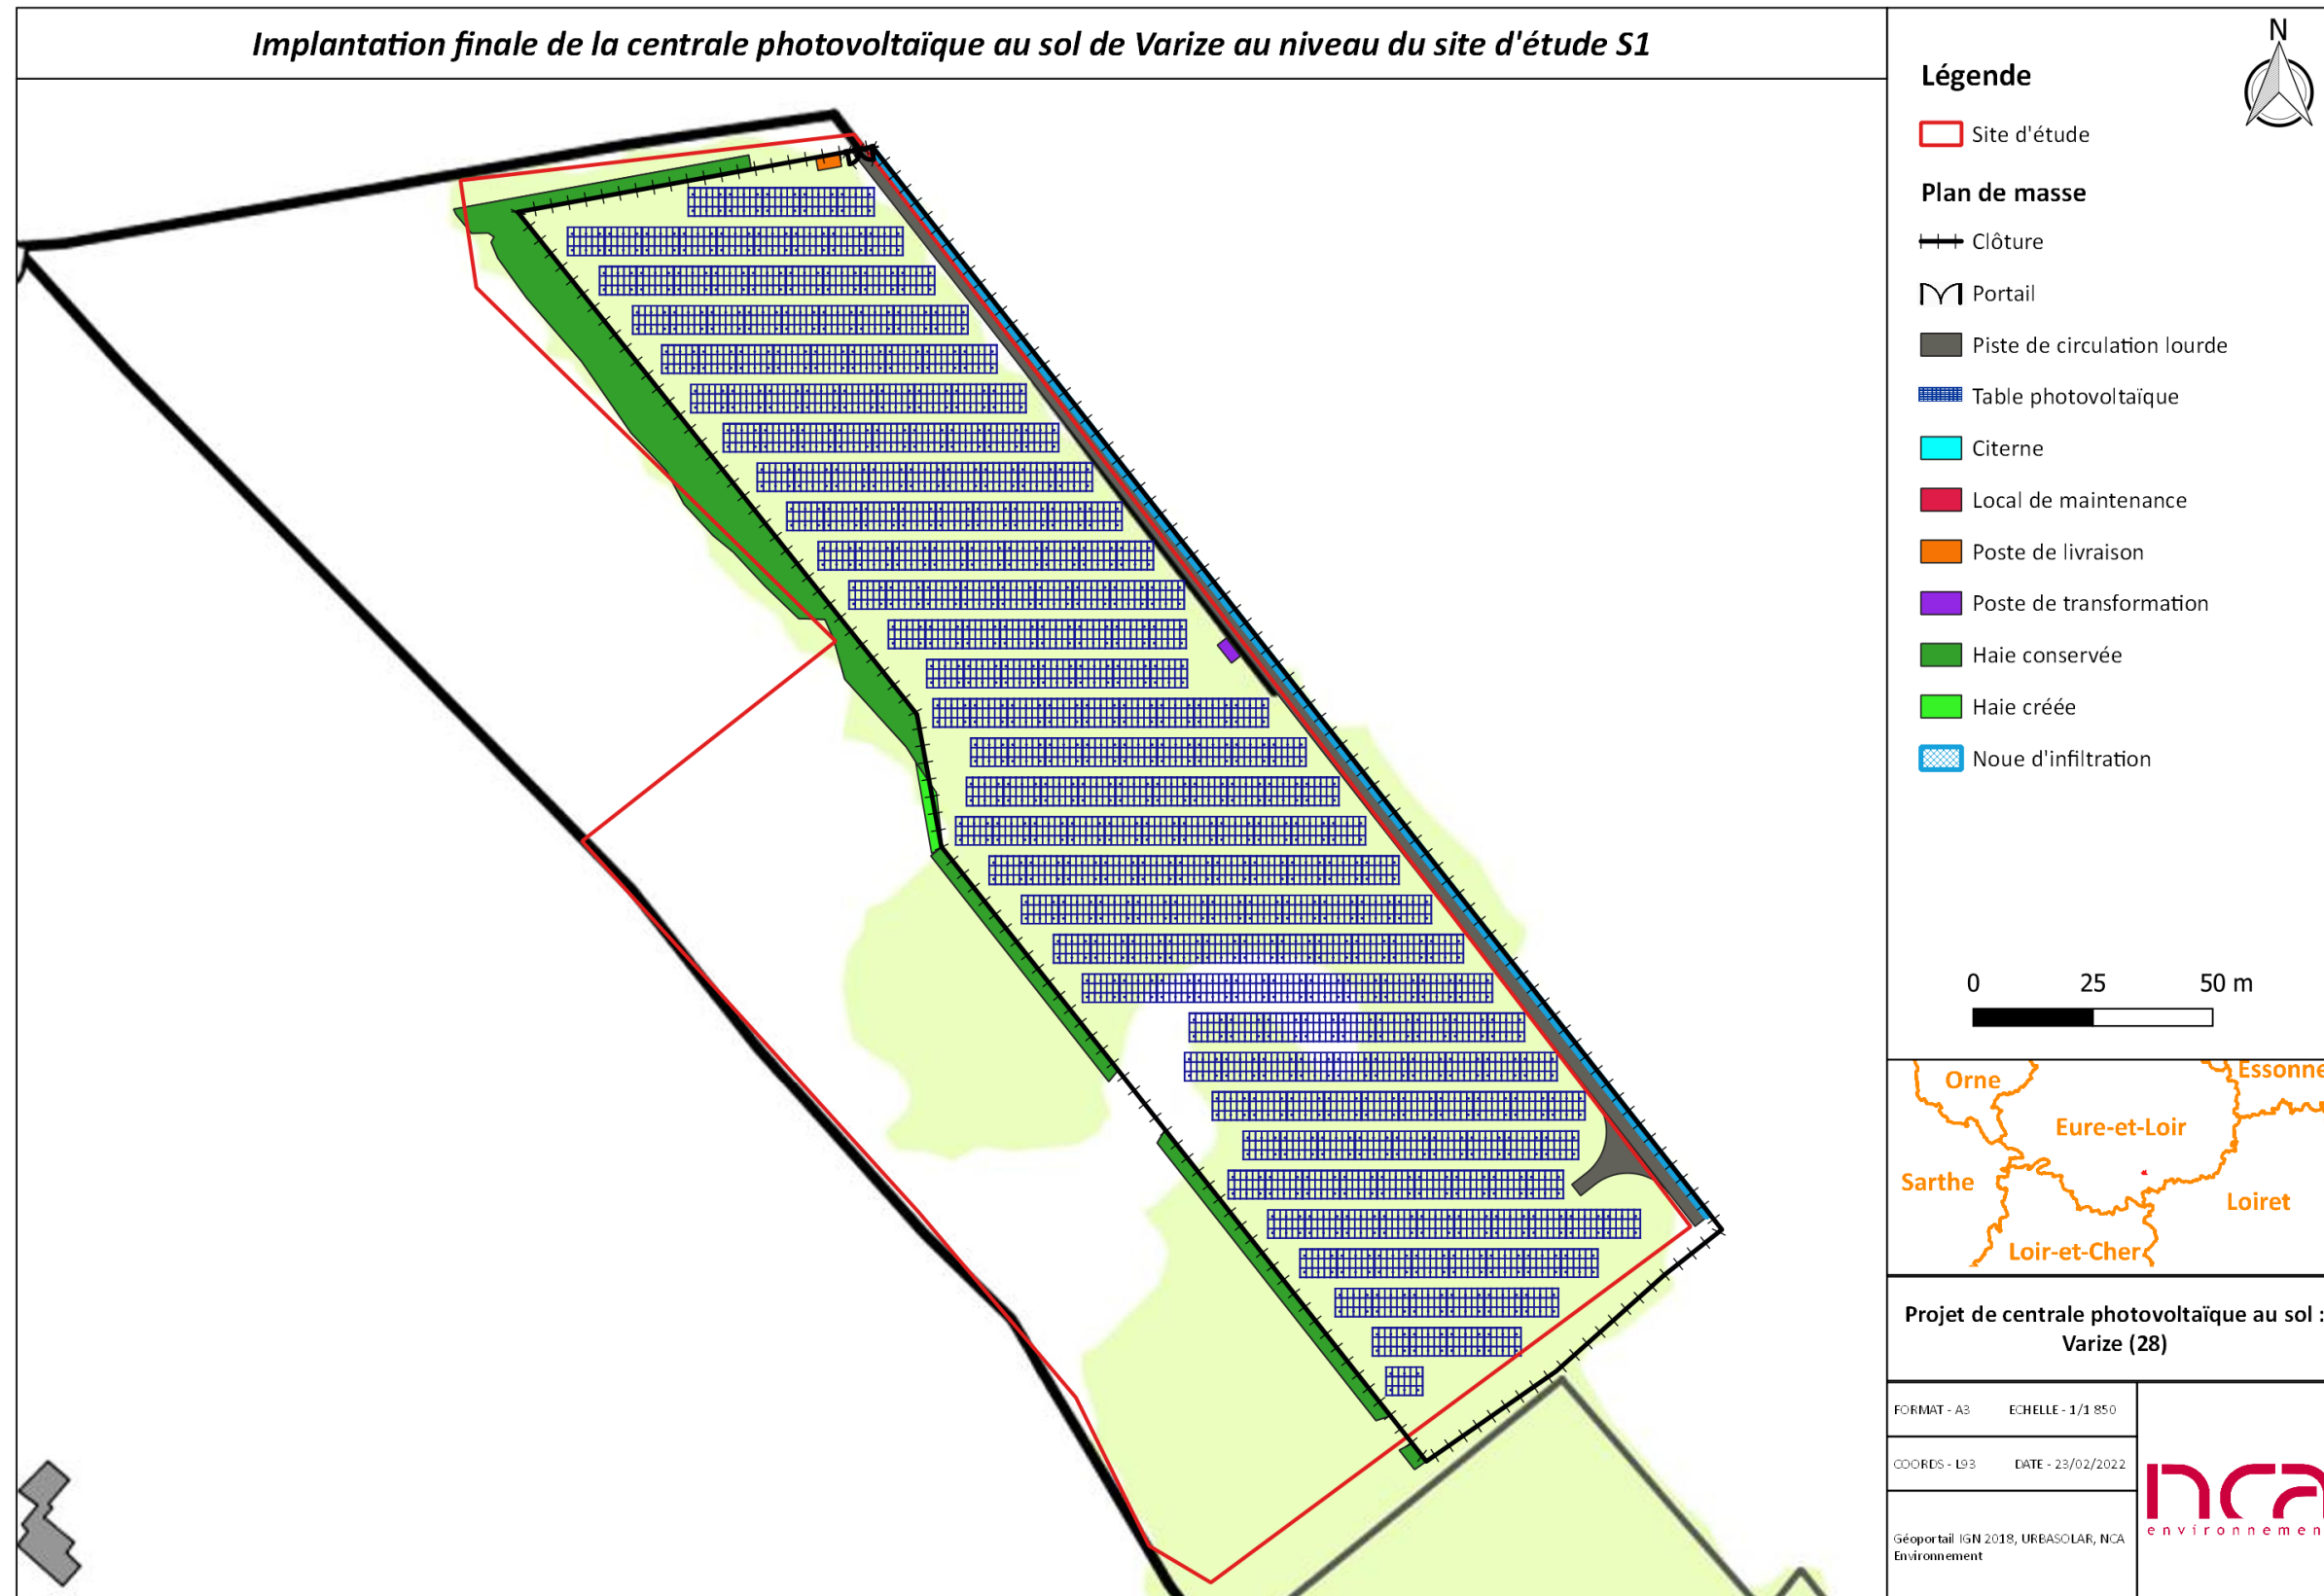 Implantation finale de la centrale photovoltaïque au sol de Varize au niveau du site d'étude S1
N
Légende
Site d'étude
Plan de masse
Clôture
Portail
Piste de circulation lourde
Table photovoltaïque
Citerne
Local de maintenance
Poste de livraison
Poste de transformation
Haie conservée
Haie créée
Noue d'infiltration
0 25 50 m
Orne
Essonne
Eure-et-Loir
Sarthe
Loiret
Loir-et-Cher
Projet de centrale photovoltaïque au sol :
Varize (28)
FORMAT - A3 ECHELLE - 1/1 850
COORDS - L93 DATE - 23/02/2022
Géoportail IGN 2018, URBASOLAR, NCA
Environnement
nca
environnemen